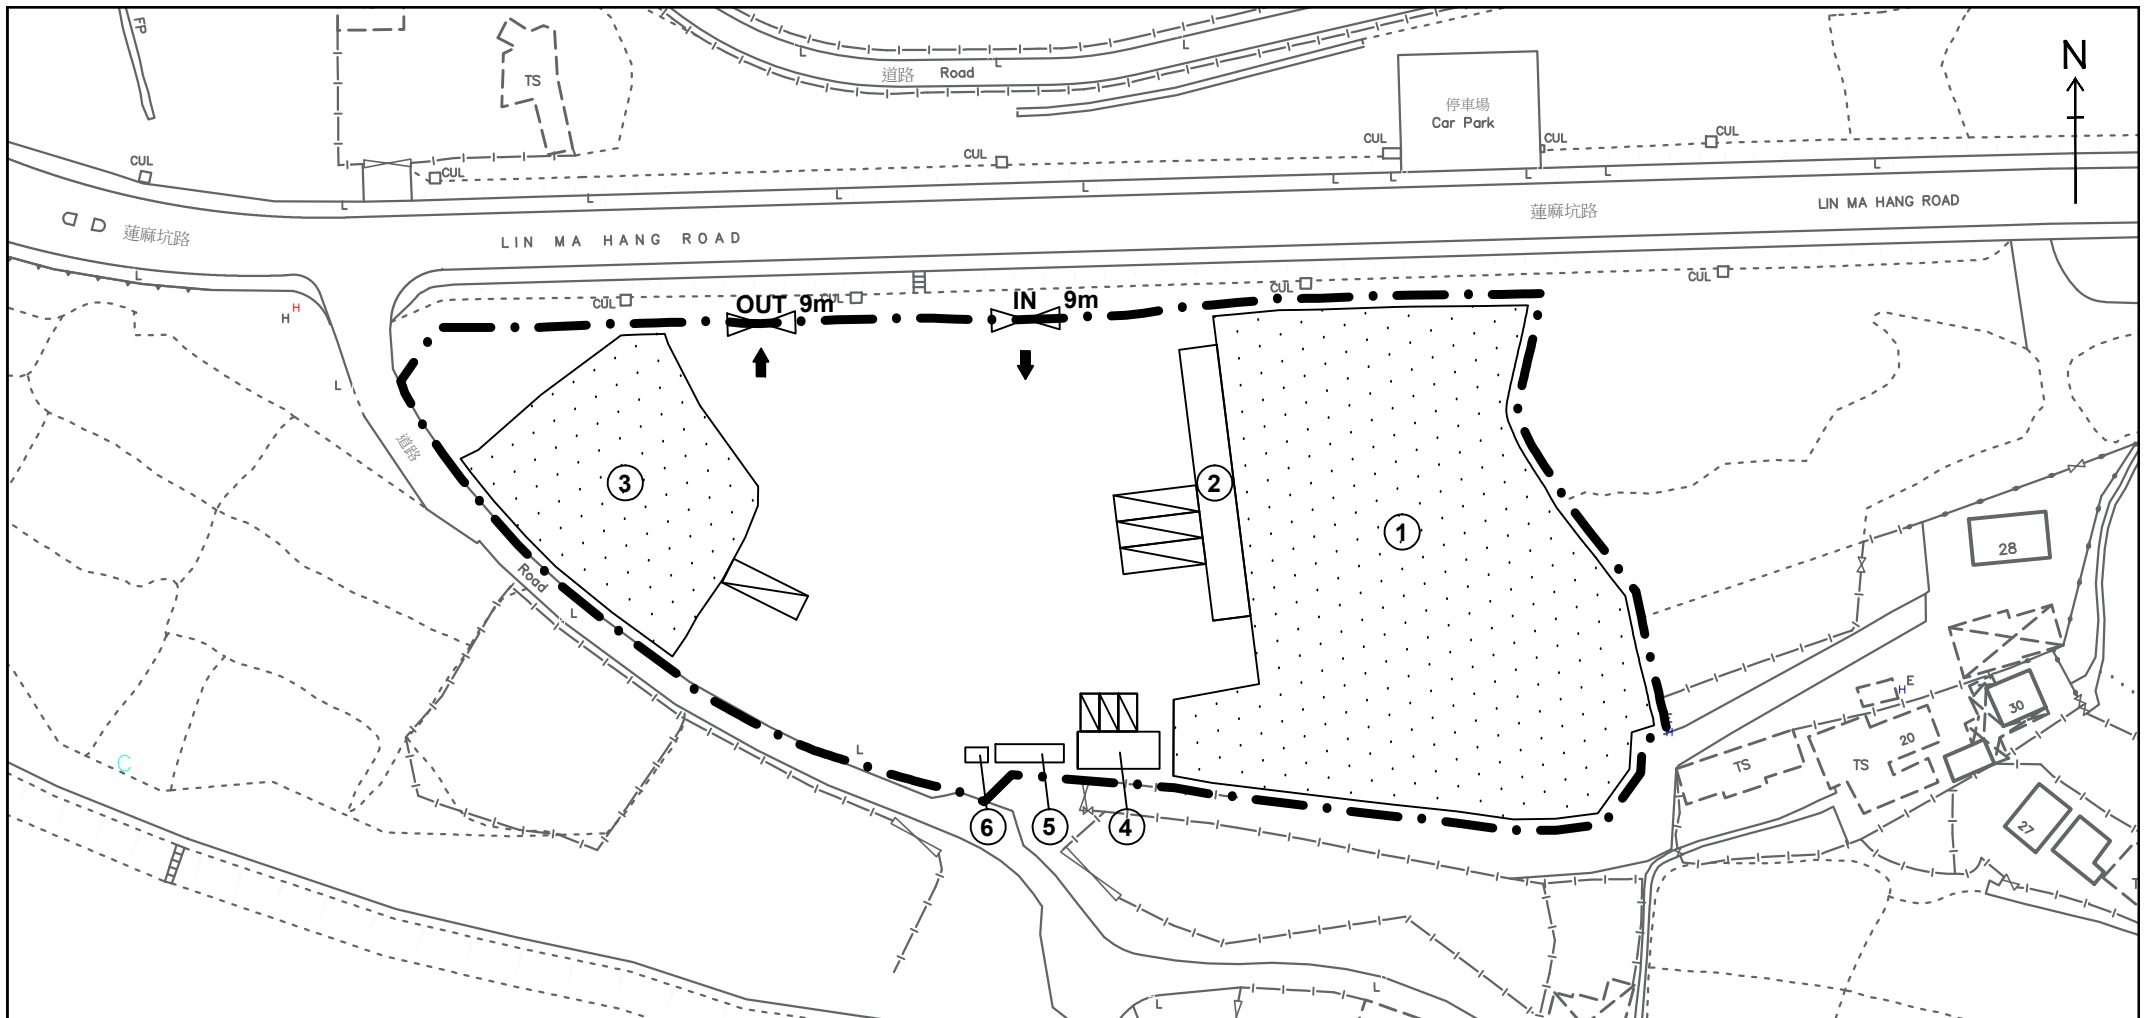 FP
TS
道路 Road
N
停車場
Car Park
CUL
CUL
CUL
CUL
CUL
CUL
L
L
L
L
L
L
L
L
L
L
L
L
蓮麻坑路
LIN MA HANG ROAD
蓮麻坑路
LIN MA HANG ROAD
L
CUL
CUL
CUL
CUL
H
H
OUT 9m
IN 9m
L
道路
3
2
1
28
Road
L
E
H
30
E
H
20
TS
TS
L
C
6
5
4
27
T
L
L